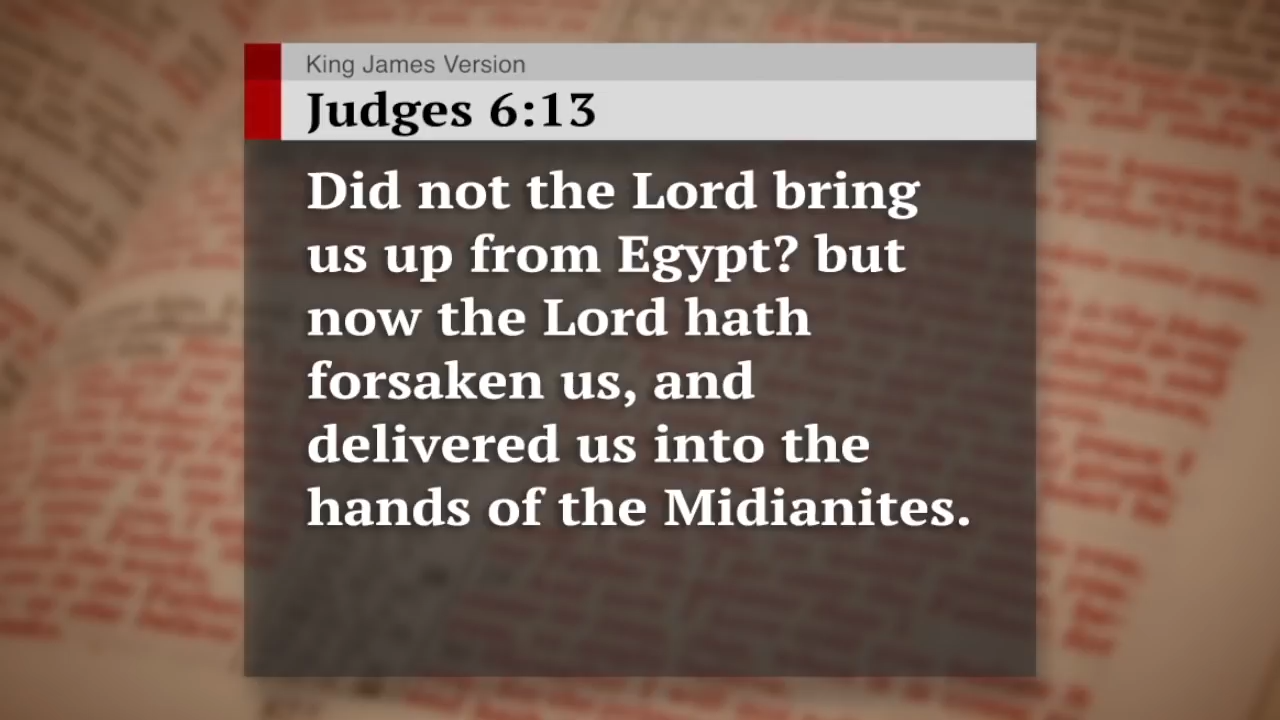 King James Version
Judges 6:13
Did not the Lord bring
us up from Egypt? but
now the Lord hath
forsaken us, and
delivered us into the
hands of the Midianites.